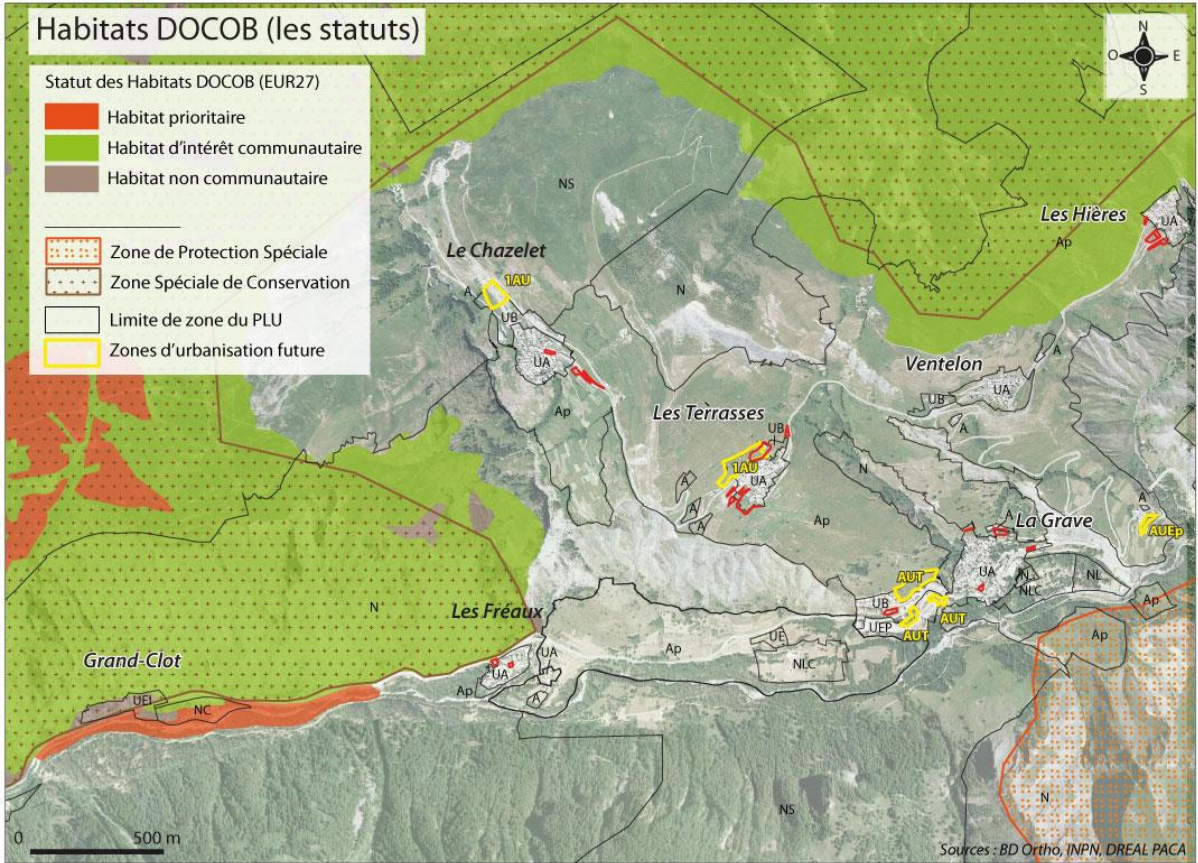 Habitats DOCOB (les statuts)
N
O E
S
Statut des Habitats DOCOB (EUR27)
Habitat prioritaire
Habitat d'intérêt communautaire
Habitat non communautaire
Zone de Protection Spéciale
Zone Spéciale de Conservation
Limite de zone du PLU
Zones d'urbanisation future
NS
Les Hières
UA
Ap
Le Chazelet
1AU
A
UB
UA
N
Ventelon
A
UB
UA
A
Ap
Les Terrasses
UB
1AU
UA
A
A
A
N
Ap
A
La Grave
A
AUEp
UA
N
NLC
NL
Ap
AUT
UB
AUT
UEP
AUT
Ap
N
Les Fréaux
UA
UA
Ap
A
Ap
UE
NLC
Grand-Clot
UEI
NC
NS
N
0 500 m
Sources : BD Ortho, INPN, DREAL PACA